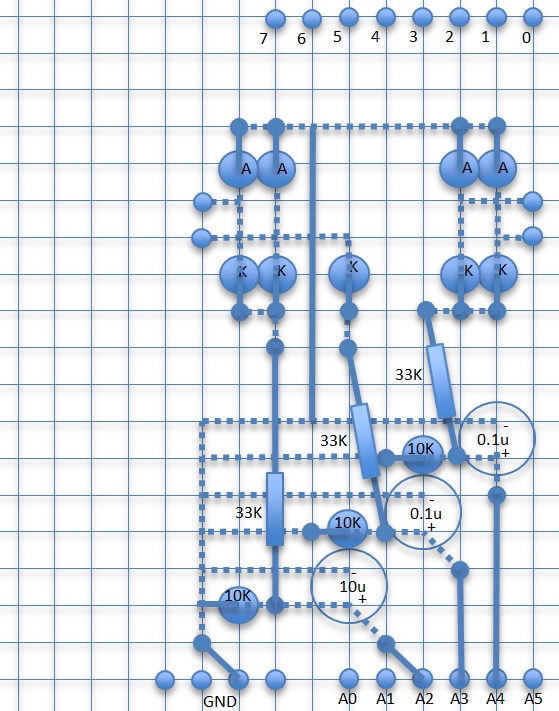 7 6 5 4 3 2 1 0
A A A A
K K K K K
33K
- 
0.1u
+
33K
10K
-
0.1u
+
33K
10K
-
10u
+
10K
GND A0 A1 A2 A3 A4 A5